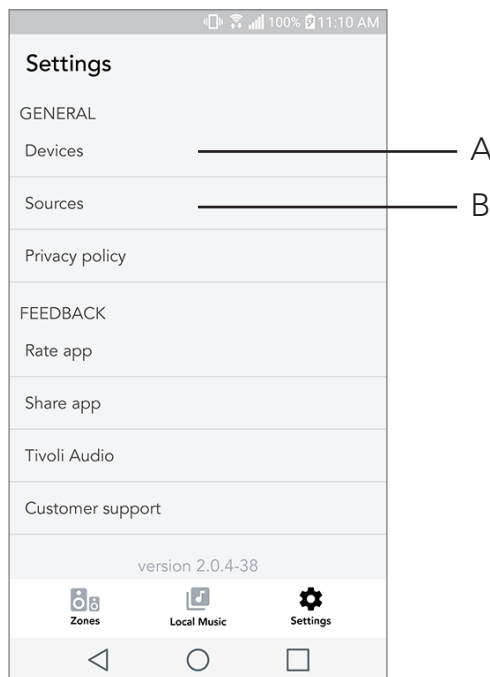 100% 11:10 AM
Settings
GENERAL
Devices
A
Sources
B
Privacy policy
FEEDBACK
Rate app
Share app
Tivoli Audio
Customer support
version 2.0.4-38
Zones Local Music Settings